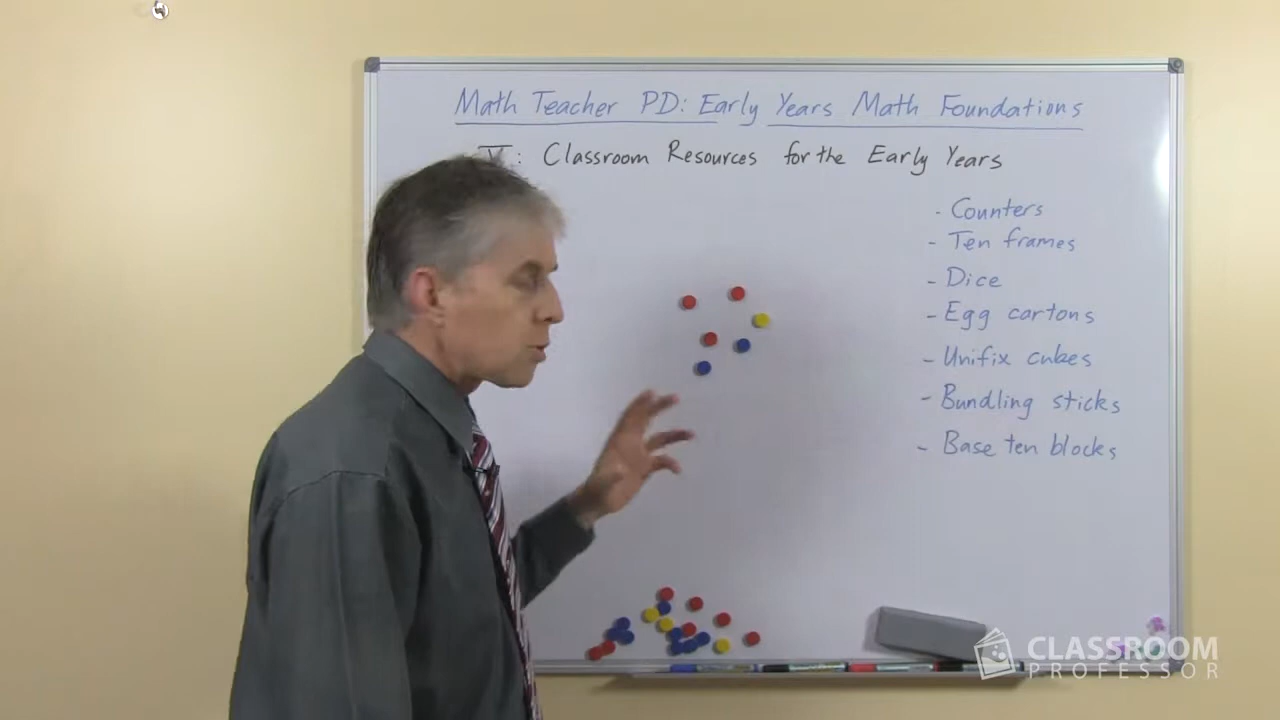 Math Teacher PD: Early Years Math Foundations
V: Classroom Resources for the Early Years
- Counters
- Ten frames
- Dice
- Egg cartons
- Unifix cubes
- Bundling sticks
- Base ten blocks
CLASSROOM
PROFESSOR